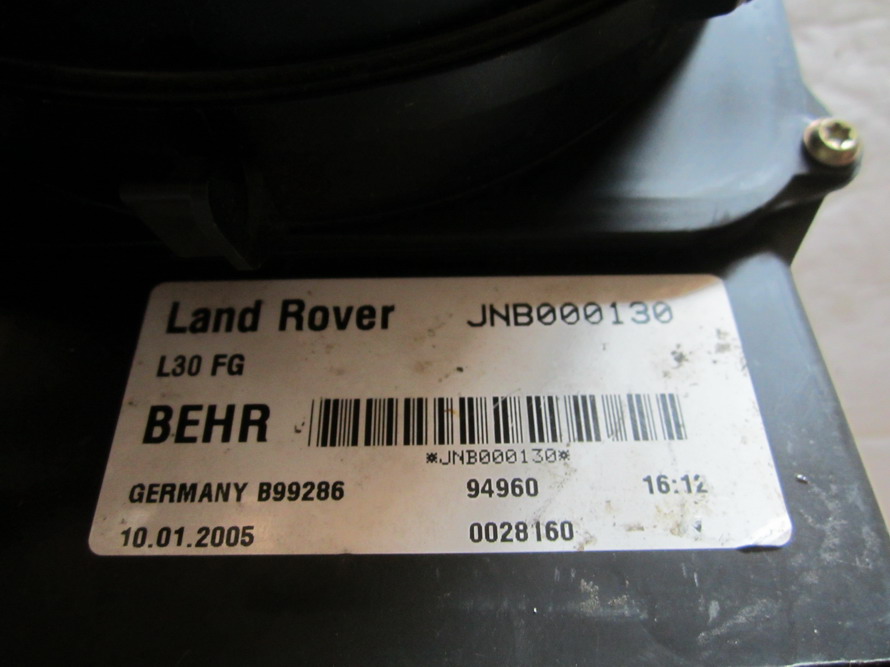 Land Rover JNB000130
L30 FG
BEHR
*JNB000130*
GERMANY B99286 94960 16:12
10.01.2005 0028160